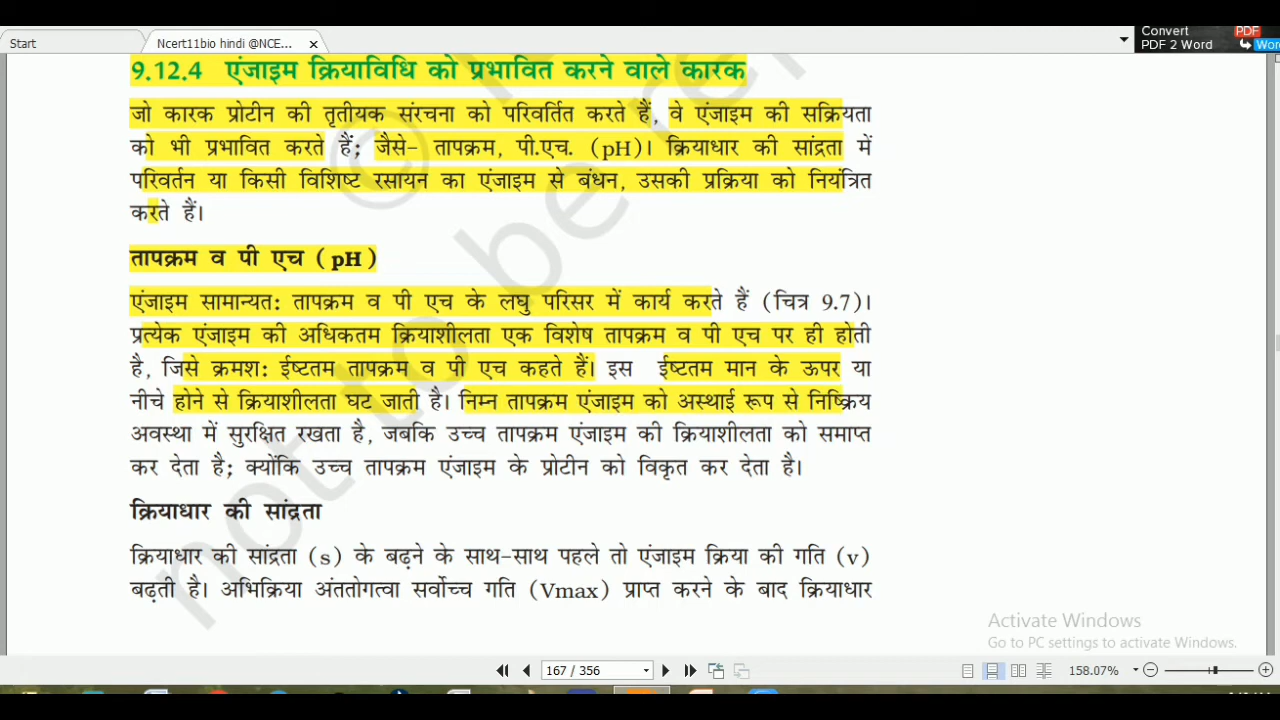 Start
Ncert11bio hindi @NCE... x
Convert PDF
PDF 2 Word Wor
9.12.4 एंजाइम क्रियाविधि को प्रभावित करने वाले कारक
जो कारक प्रोटीन की तृतीयक संरचना को परिवर्तित करते हैं, वे एंजाइम की सक्रियता
को भी प्रभावित करते हैं; जैसे- तापक्रम, पी.एच. (pH)। क्रियाधार की सांद्रता में
परिवर्तन या किसी विशिष्ट रसायन का एंजाइम से बंधन, उसकी प्रक्रिया को नियंत्रित
करते हैं।
तापक्रम व पी एच (pH)
एंजाइम सामान्यत: तापक्रम व पी एच के लघु परिसर में कार्य करते हैं (चित्र 9.7)।
प्रत्येक एंजाइम की अधिकतम क्रियाशीलता एक विशेष तापक्रम व पी एच पर ही होती
है, जिसे क्रमश: ईष्टतम तापक्रम व पी एच कहते हैं। इस ईष्टतम मान के ऊपर या
नीचे होने से क्रियाशीलता घट जाती है। निम्न तापक्रम एंजाइम को अस्थाई रूप से निष्क्रिय
अवस्था में सुरक्षित रखता है, जबकि उच्च तापक्रम एंजाइम की क्रियाशीलता को समाप्त
कर देता है; क्योंकि उच्च तापक्रम एंजाइम के प्रोटीन को विकृत कर देता है।
क्रियाधार की सांद्रता
क्रियाधार की सांद्रता (s) के बढ़ने के साथ-साथ पहले तो एंजाइम क्रिया की गति (v)
बढ़ती है। अभिक्रिया अंततोगत्वा सर्वोच्च गति (Vmax) प्राप्त करने के बाद क्रियाधार
not to be re
Activate Windows
Go to PC settings to activate Windows.
167 / 356
158.07%